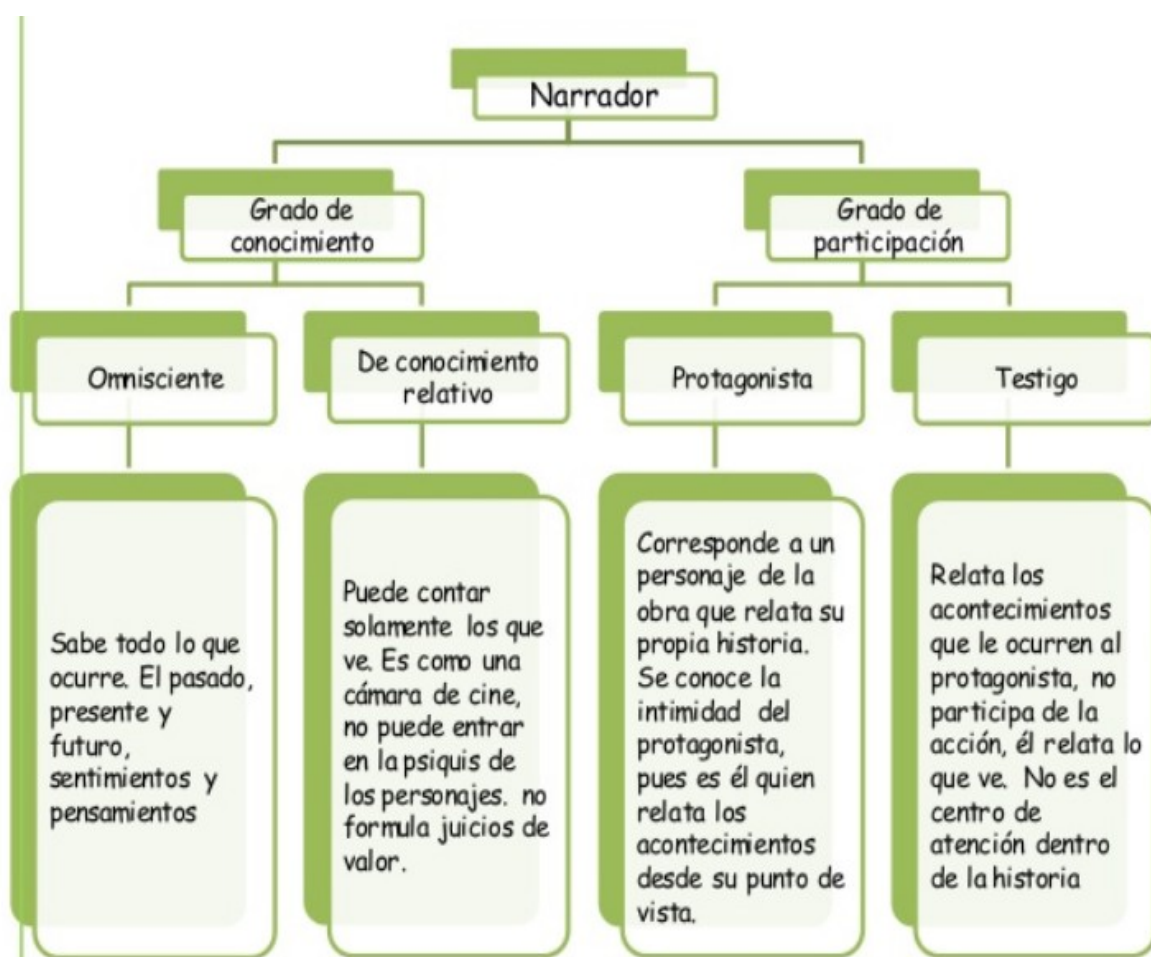 Narrador
Grado de
conocimiento
Grado de
participación
Omnisciente
De conocimiento
relativo
Protagonista
Testigo
Sabe todo lo que
ocurre. El pasado,
presente y
futuro,
sentimientos y
pensamientos
Puede contar
solamente los que
ve. Es como una
cámara de cine,
no puede entrar
en la psiquis de
los personajes. no
formula juicios de
valor.
Corresponde a un
personaje de la
obra que relata su
propia historia.
Se conoce la
intimidad del
protagonista,
pues es él quien
relata los
acontecimientos
desde su punto de
vista.
Relata los
acontecimientos
que le ocurren al
protagonista, no
participa de la
acción, él relata lo
que ve. No es el
centro de
atención dentro
de la historia